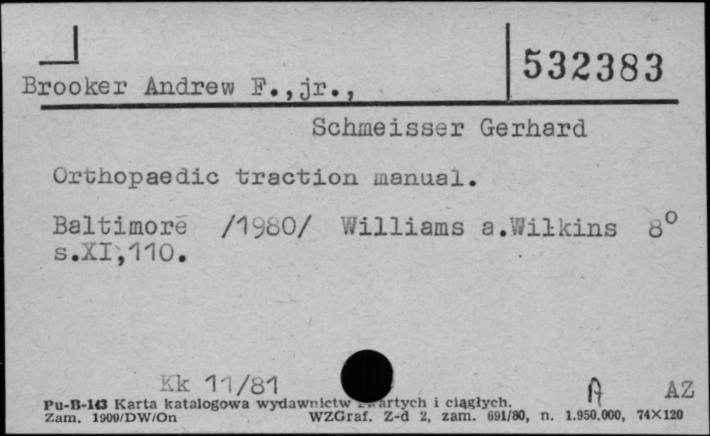 532383
Brooker Andrew F.,jr.,
Schmeisser Gerhard
Orthopaedic traction manual.
Baltimore /1980/ Williams a.Wilkins 8°
s.XI,110.
Kk 11/81 A AZ
Pu-B-143 Karta katalogowa wydawnictw i ciągłych.
Zam. 1909/DW/On WZGraf. Z-d 2, zam. 691/80, n. 1.950.000, 74×120